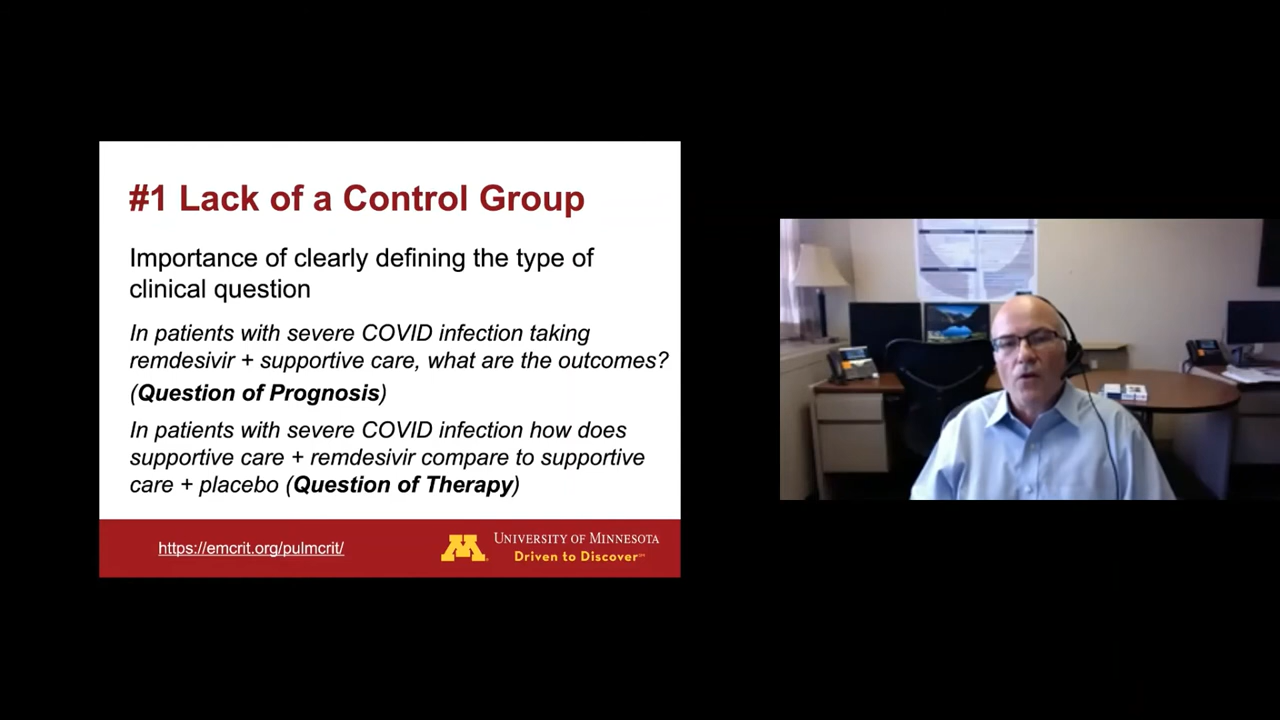 #1 Lack of a Control Group
Importance of clearly defining the type of
clinical question
In patients with severe COVID infection taking
remdesivir + supportive care, what are the outcomes?
(Question of Prognosis)
In patients with severe COVID infection how does
supportive care + remdesivir compare to supportive
care + placebo (Question of Therapy)
https://emcrit.org/pulmcrit/
UNIVERSITY OF MINNESOTA
Driven to Discover